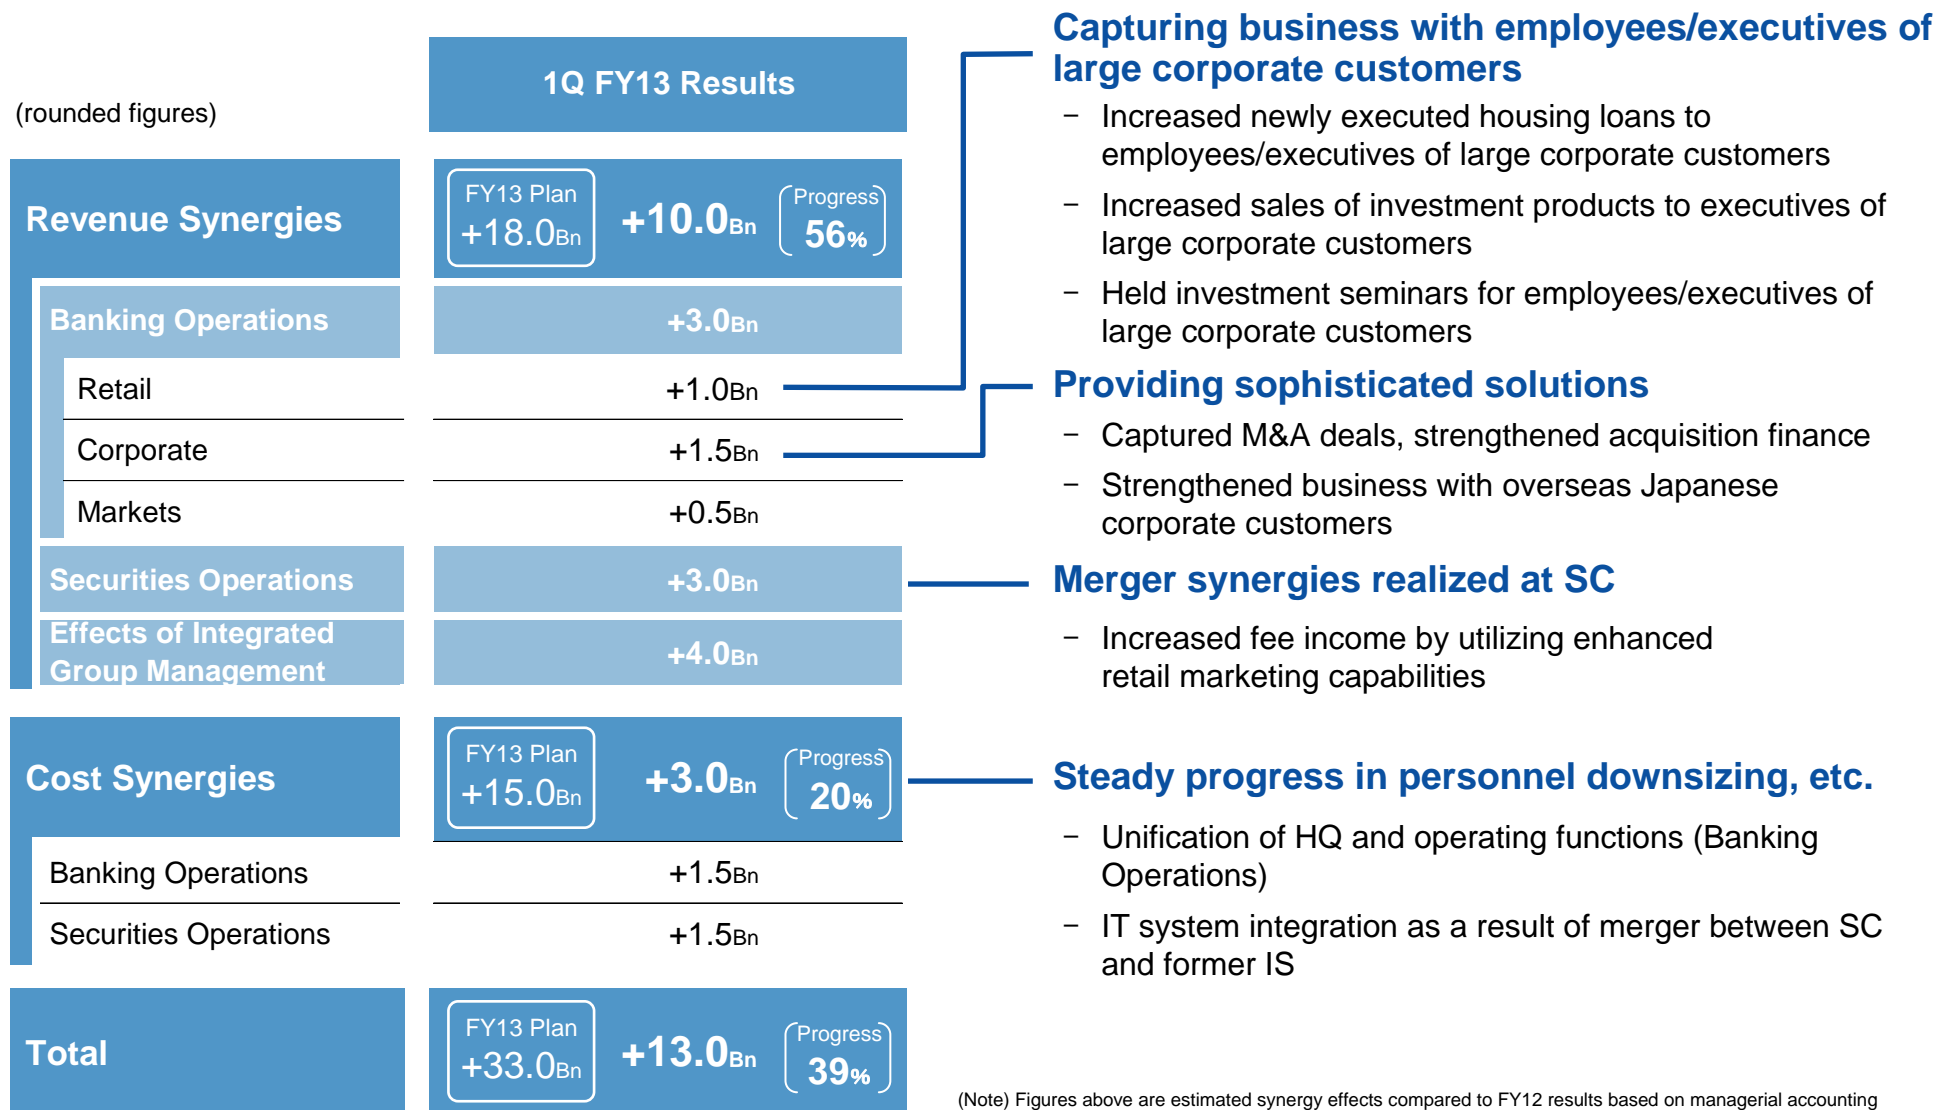 (rounded figures)
1Q FY13 Results
Revenue Synergies
FY13 Plan
+18.0Bn
+10.0Bn
Progress
56%
Banking Operations
+3.0Bn
Retail
+1.0Bn
Corporate
+1.5Bn
Markets
+0.5Bn
Securities Operations
+3.0Bn
Effects of Integrated
Group Management
+4.0Bn
Cost Synergies
FY13 Plan
+15.0Bn
+3.0Bn
Progress
20%
Banking Operations
+1.5Bn
Securities Operations
+1.5Bn
Total
FY13 Plan
+33.0Bn
+13.0Bn
Progress
39%
Capturing business with employees/executives of
large corporate customers
− Increased newly executed housing loans to
employees/executives of large corporate customers
− Increased sales of investment products to executives of
large corporate customers
− Held investment seminars for employees/executives of
large corporate customers
Providing sophisticated solutions
− Captured M&A deals, strengthened acquisition finance
− Strengthened business with overseas Japanese
corporate customers
Merger synergies realized at SC
− Increased fee income by utilizing enhanced
retail marketing capabilities
Steady progress in personnel downsizing, etc.
− Unification of HQ and operating functions (Banking
Operations)
− IT system integration as a result of merger between SC
and former IS
(Note) Figures above are estimated synergy effects compared to FY12 results based on managerial accounting